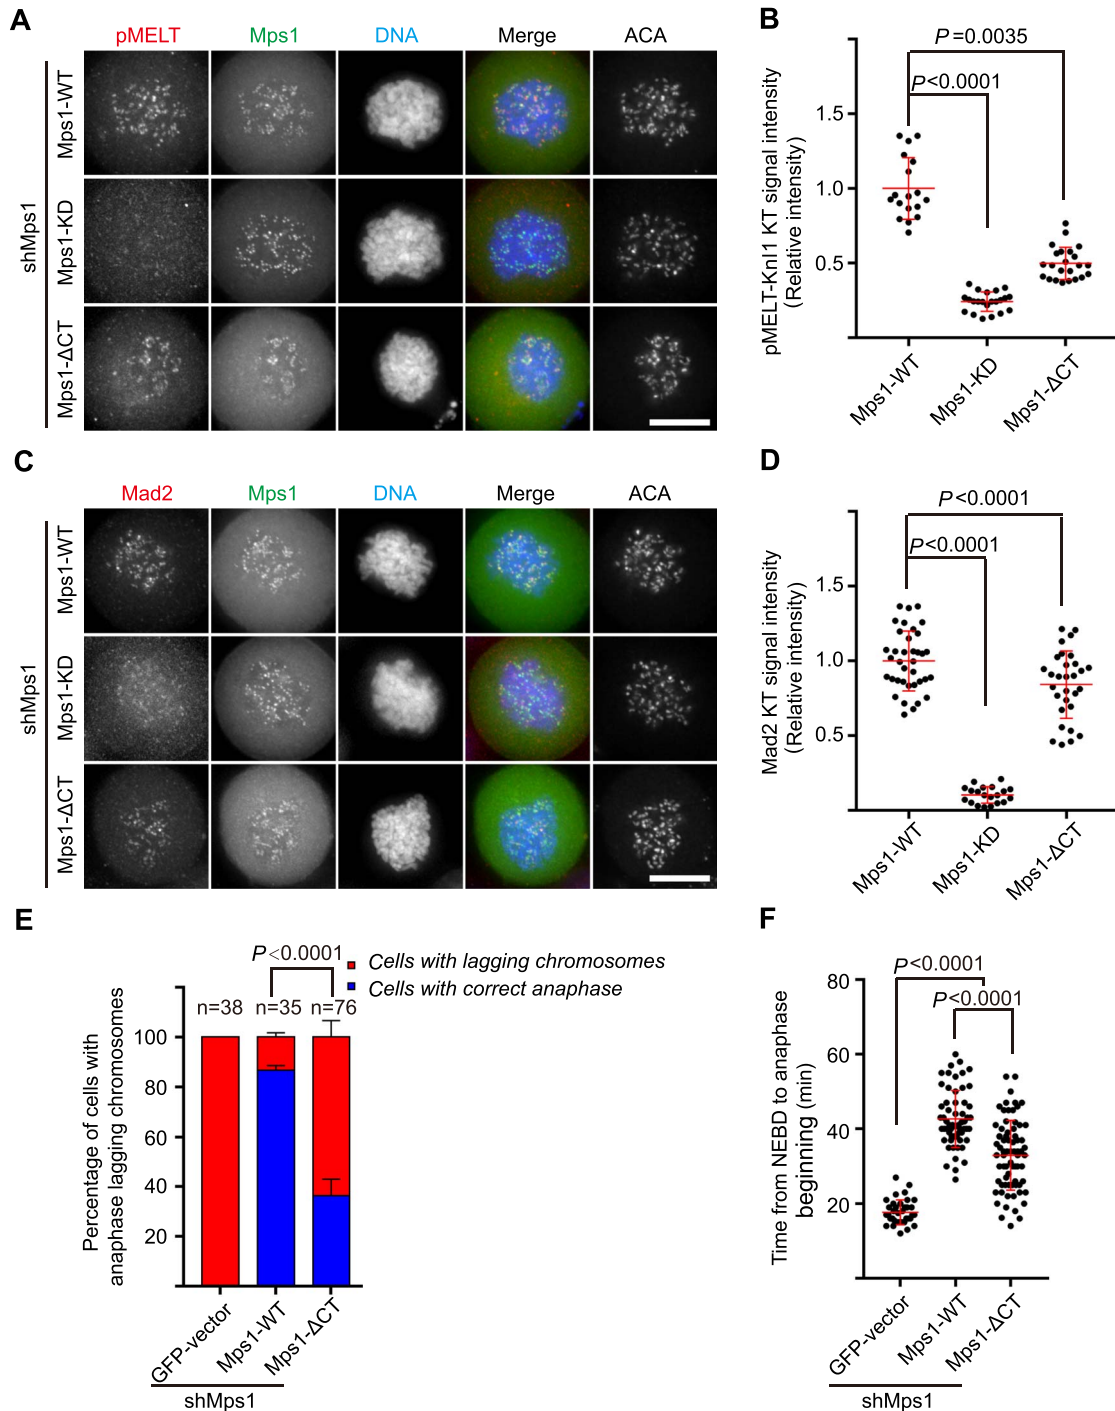 A
pMELT Mps1 DNA Merge ACA
shMps1
Mps1-WT
Mps1-KD
Mps1-ΔCT
B
pMELT-Knl1 KT signal intensity
(Relative intensity)
P=0.0035
P<0.0001
1.5
1.0
0.5
Mps1-WT
Mps1-KD
Mps1-ΔCT
C
Mad2 Mps1 DNA Merge ACA
shMps1
Mps1-WT
Mps1-KD
Mps1-ΔCT
D
Mad2 KT signal intensity
(Relative intensity)
P<0.0001
P<0.0001
1.5
1.0
0.5
Mps1-WT
Mps1-KD
Mps1-ΔCT
E
Percentage of cells with
anaphase lagging chromosomes
P<0.0001
Cells with lagging chromosomes
Cells with correct anaphase
n=38 n=35 n=76
100
80
60
40
20
GFP-vector
Mps1-WT
Mps1-ΔCT
shMps1
F
Time from NEBD to anaphase
beginning (min)
P<0.0001
P<0.0001
80
60
40
20
GFP-vector
Mps1-WT
Mps1-ΔCT
shMps1